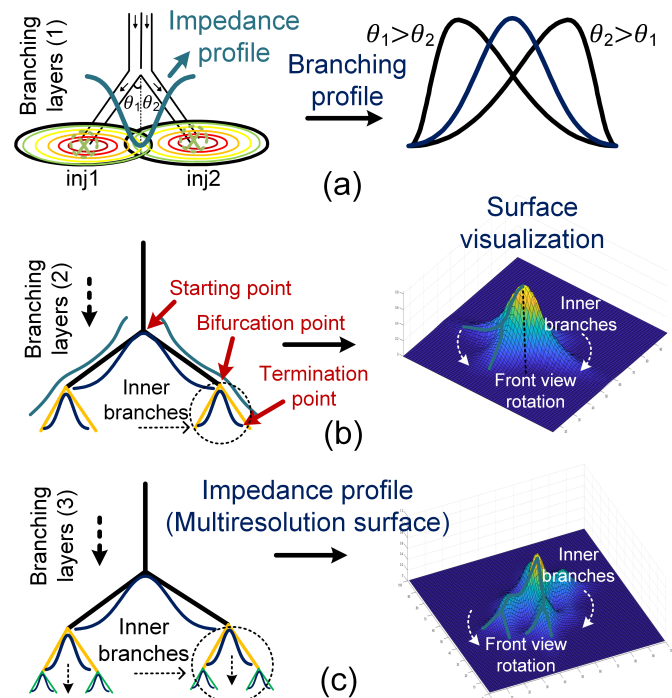 Branching
layers (1)
Impedance
profile
θ1 θ2
inj1
inj2
Branching
profile
θ1>θ2
θ2>θ1
(a)
Branching
layers (2)
Starting point
Bifurcation point
Termination
point
Inner
branches
Surface
visualization
Inner
branches
Front view
rotation
(b)
Branching
layers (3)
Impedance profile
(Multiresolution surface)
Inner
branches
Inner
branches
Front view
rotation
(c)